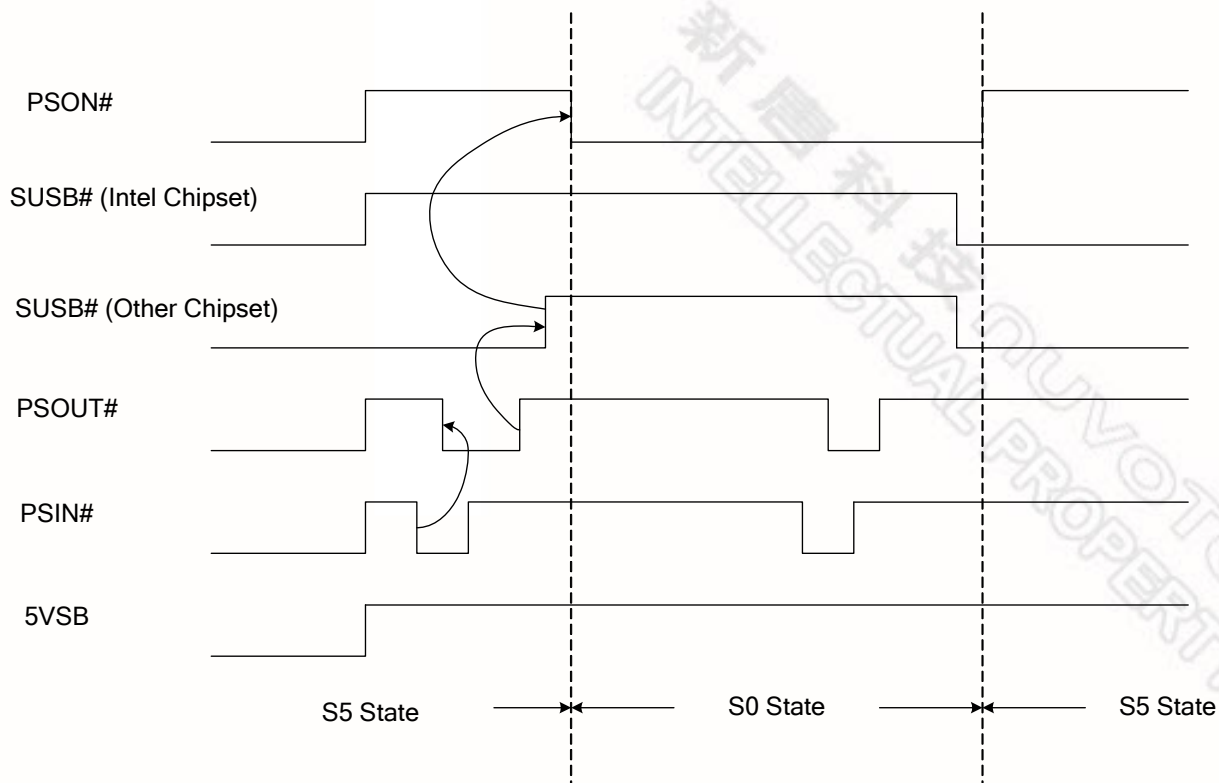 PSON#
SUSB# (Intel Chipset)
SUSB# (Other Chipset)
PSOUT#
PSIN#
5VSB
S5 State
S0 State
S5 State
新唐科技 nuvoTo
INTELLECTUAL PROPERTY